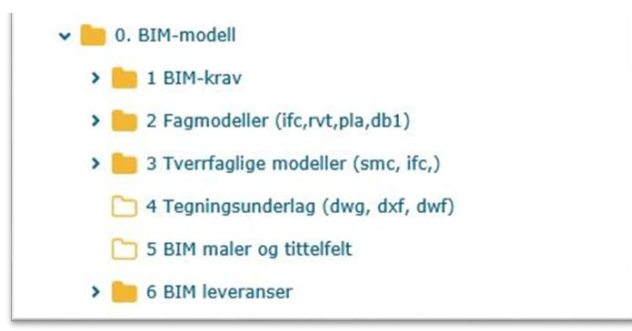 0. BIM-modell
1 BIM-krav
2 Fagmodeller (ifc,rvt,pla,db1)
3 Tverrfaglige modeller (smc, ifc,)
4 Tegningsunderlag (dwg, dxf, dwf)
5 BIM maler og tittelfelt
6 BIM leveranser